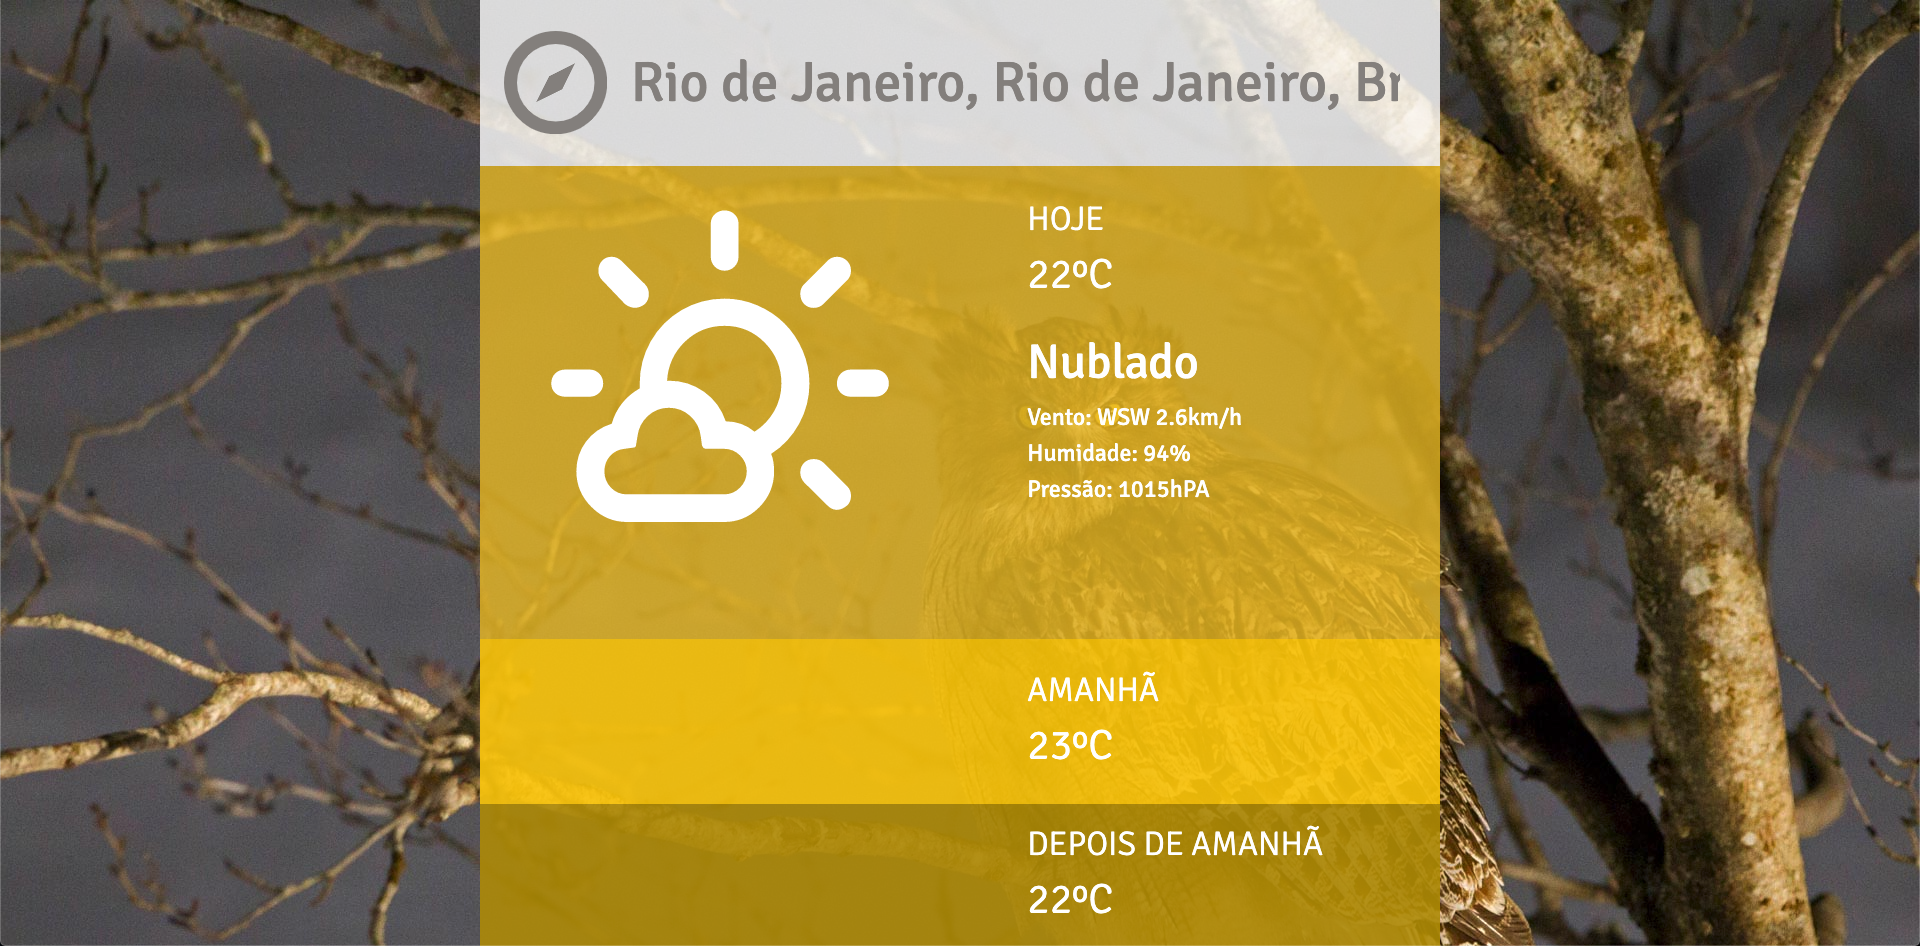 Rio de Janeiro, Rio de Janeiro, Br
HOJE
22ºC
Nublado
Vento: WSW 2.6km/h
Humidade: 94%
Pressão: 1015hPA
AMANHÃ
23ºC
DEPOIS DE AMANHÃ
22ºC